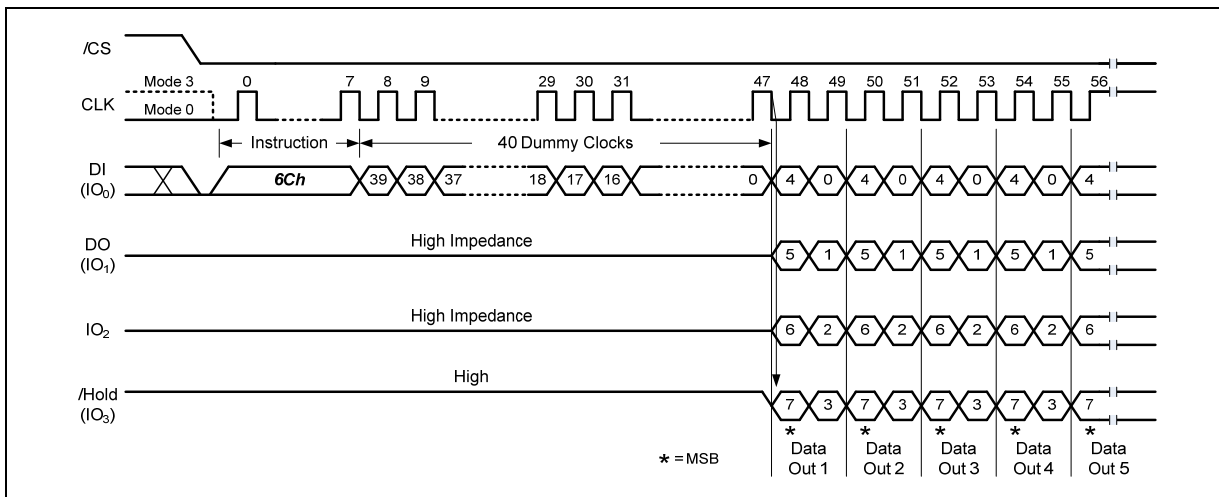 /CS
Mode 3 0 7 8 9 29 30 31 47 48 49 50 51 52 53 54 55 56
CLK Mode 0
Instruction 40 Dummy Clocks
DI
(IO0) 6Ch 39 38 37 18 17 16 0 4 0 4 0 4 0 4 0 4
DO
(IO1) High Impedance 5 1 5 1 5 1 5 1 5
High Impedance
IO2 6 2 6 2 6 2 6 2 6
High
/Hold
(IO3) 7 3 7 3 7 3 7 3 7
* * * * *
* = MSB
Data Data Data Data Data
Out 1 Out 2 Out 3 Out 4 Out 5